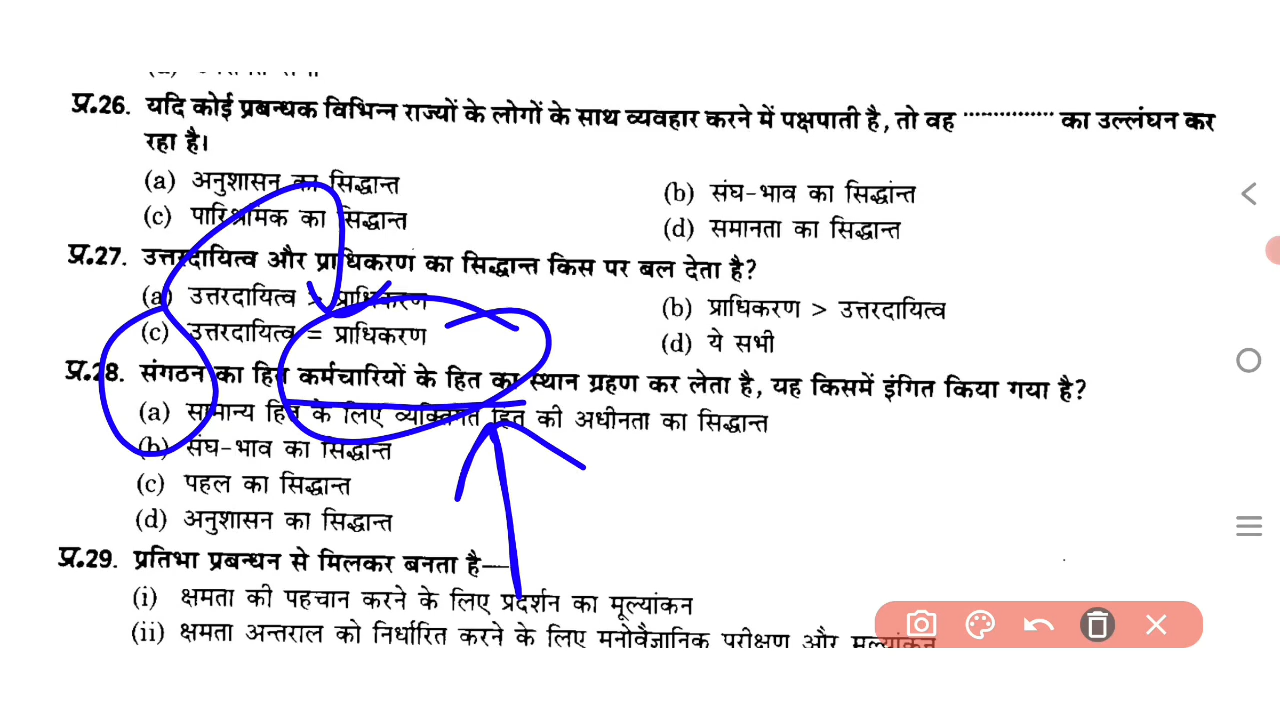 प्र.26. यदि कोई प्रबन्धक विभिन्न राज्यों के लोगों के साथ व्यवहार करने में पक्षपाती है, तो वह ............... का उल्लंघन कर
रहा है।
(a) अनुशासन का सिद्धान्त (b) संघ-भाव का सिद्धांन्त
(c) पारिश्रमिक का सिद्धान्त (d) समानता का सिद्धान्त
प्र.27. उत्तरदायित्व और प्राधिकरण का सिद्धान्त किस पर बल देता है?
(a) उत्तरदायित्व > प्राधिकरण (b) प्राधिकरण > उत्तरदायित्व
(c) उत्तरदायित्व = प्राधिकरण (d) ये सभी
प्र.28. संगठन का हित कर्मचारियों के हित का स्थान ग्रहण कर लेता है, यह किसमें इंगित किया गया है?
(a) सामान्य हित के लिए व्यक्तिगत हित की अधीनता का सिद्धान्त
(b) संघ-भाव का सिद्धान्त
(c) पहल का सिद्धान्त
(d) अनुशासन का सिद्धान्त
प्र.29. प्रतिभा प्रबन्धन से मिलकर बनता है—
(i) क्षमता की पहचान करने के लिए प्रदर्शन का मूल्यांकन
(ii) क्षमता अन्तराल को निर्धारित करने के लिए मनोवैज्ञानिक परीक्षण और मूल्यांकन